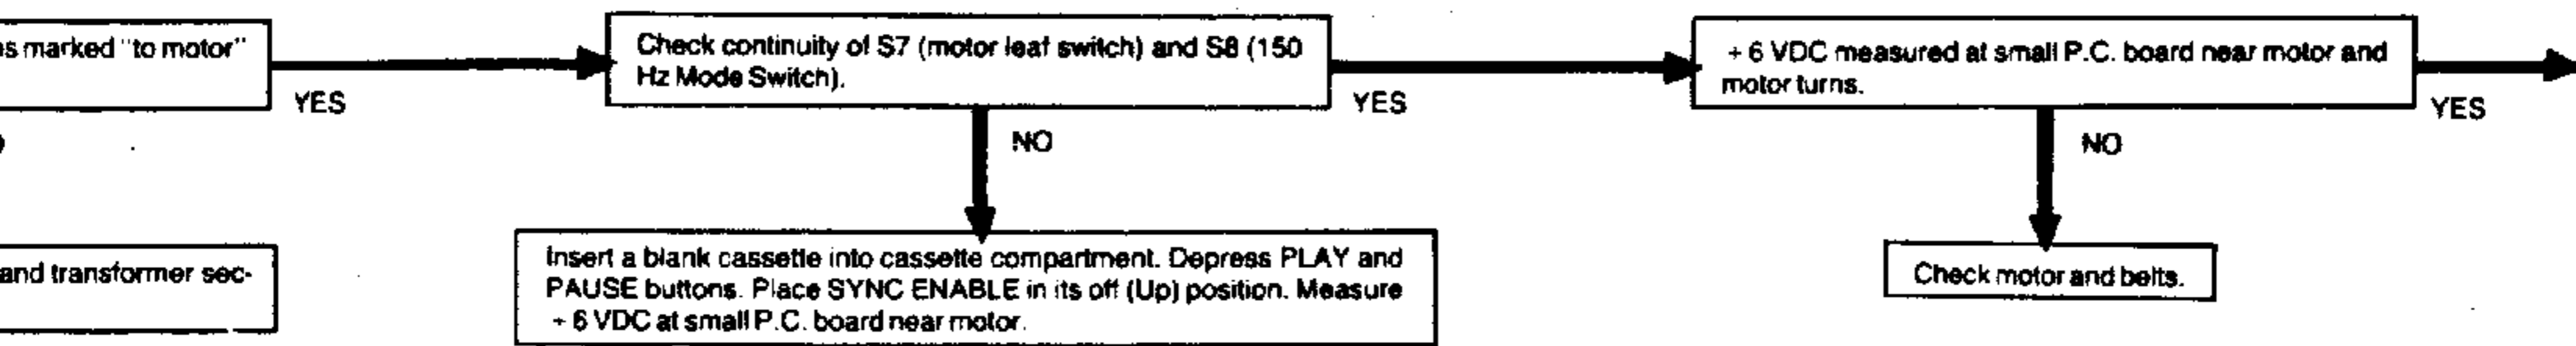 s marked "to motor"
YES
Check continuity of S7 (motor leaf switch) and S8 (150
Hz Mode Switch).
YES
NO
+ 6 VDC measured at small P.C. board near motor and
motor turns.
YES
NO
and transformer sec-
Insert a blank cassette into cassette compartment. Depress PLAY and
PAUSE buttons. Place SYNC ENABLE in its off (Up) position. Measure
+ 6 VDC at small P.C. board near motor.
Check motor and belts.